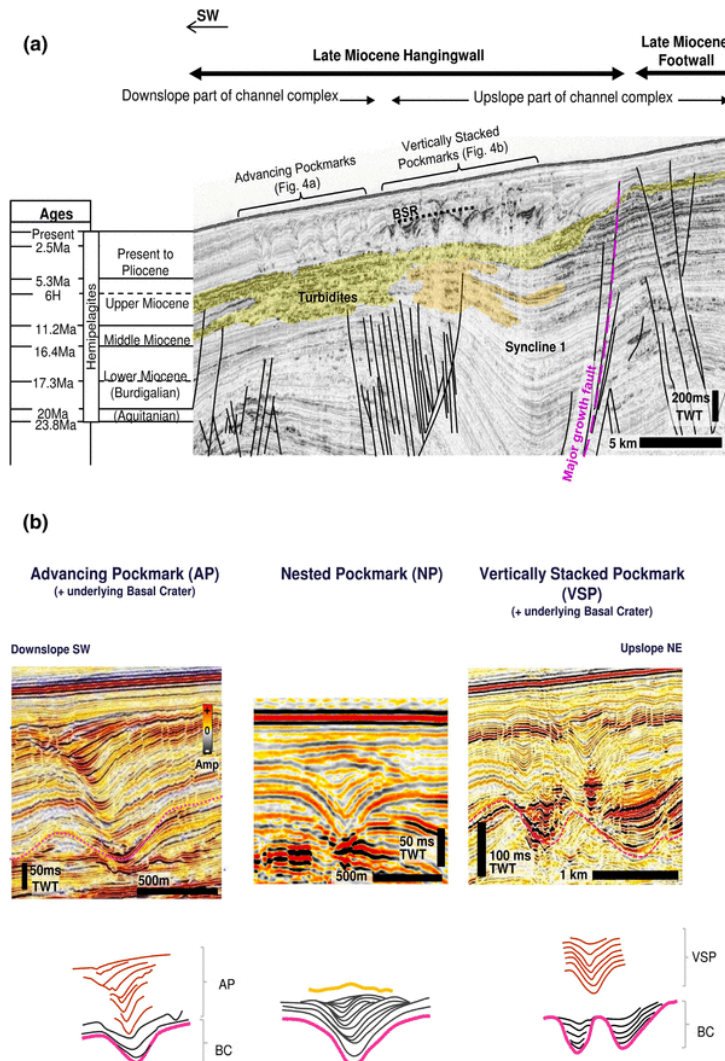 SW
(a)
Late Miocene Hangingwall
Late Miocene
Footwall
Downslope part of channel complex
Upslope part of channel complex
Advancing Pockmarks
(Fig. 4a)
Vertically Stacked
Pockmarks (Fig. 4b)
BSR
Ages
Present
2.5Ma
5.3Ma
6H
11.2Ma
16.4Ma
17.3Ma
20Ma
23.8Ma
Hemipelagites
Present to
Pliocene
Upper Miocene
Middle Miocene
Lower Miocene
(Burdigalian)
(Aquitanian)
Turbidites
Syncline 1
Major growth fault
200ms
TWT
5 km
(b)
Advancing Pockmark (AP)
(+ underlying Basal Crater)
Nested Pockmark (NP)
Vertically Stacked Pockmark
(VSP)
(+ underlying Basal Crater)
Downslope SW
Upslope NE
+
0
-
Amp
50ms
TWT
500m
50 ms
TWT
500m
100 ms
TWT
1 km
AP
BC
VSP
BC